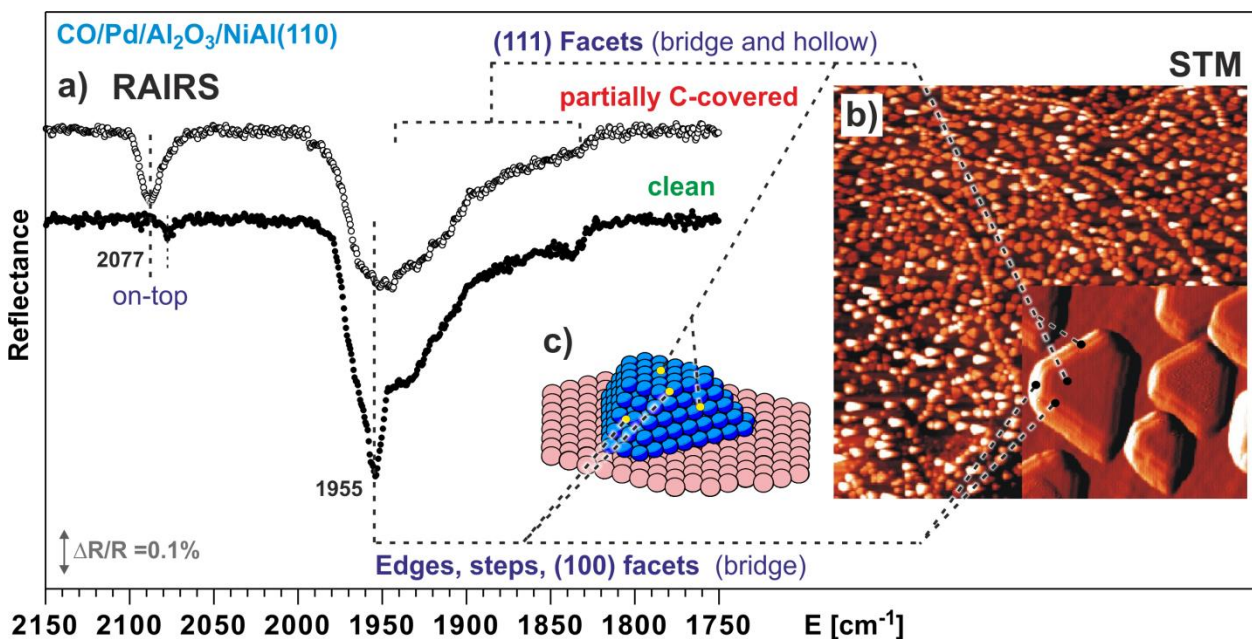 CO/Pd/Al₂O₃/NiAl(110)
(111) Facets (bridge and hollow)
STM
a) RAIRS
partially C-covered
b)
clean
2077
on-top
Reflectance
c)
1955
ΔR/R =0.1%
Edges, steps, (100) facets (bridge)
2150 2100 2050 2000 1950 1900 1850 1800 1750 E [cm⁻¹]